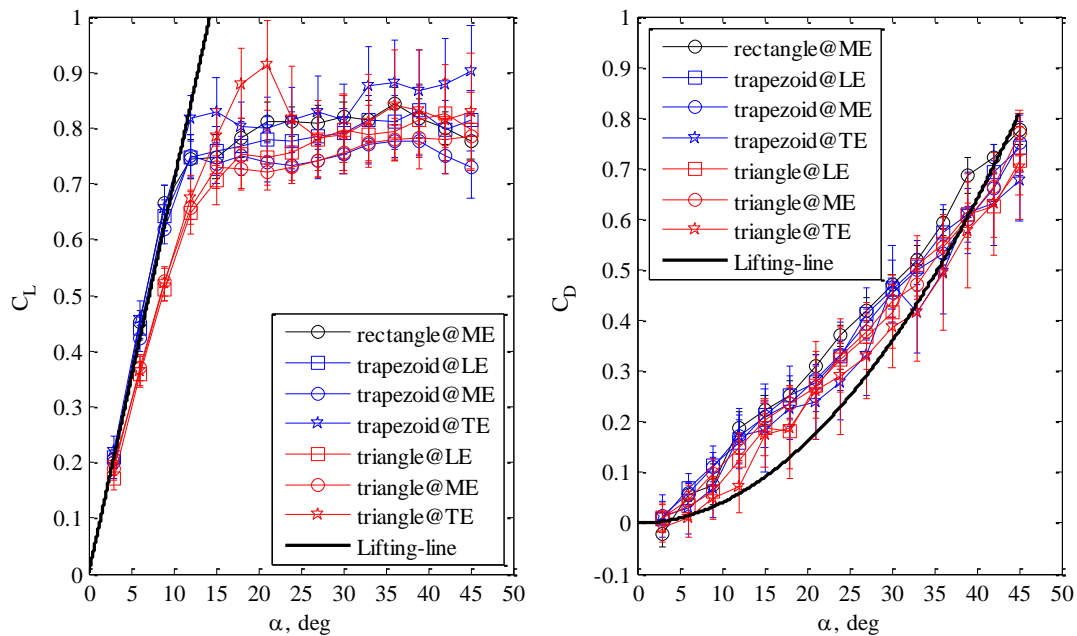 1
0.9
0.8
0.7
0.6
0.5
0.4
0.3
0.2
0.1
0
C_L
0 5 10 15 20 25 30 35 40 45 50
α, deg
rectangle@ME
trapezoid@LE
trapezoid@ME
trapezoid@TE
triangle@LE
triangle@ME
triangle@TE
Lifting-line
1
0.9
0.8
0.7
0.6
0.5
0.4
0.3
0.2
0.1
0
-0.1
C_D
0 5 10 15 20 25 30 35 40 45 50
α, deg
rectangle@ME
trapezoid@LE
trapezoid@ME
trapezoid@TE
triangle@LE
triangle@ME
triangle@TE
Lifting-line